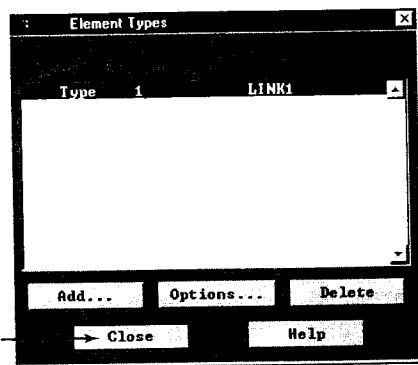 Element Types
Type 1 LINK1
Add... Options... Delete
Close Help